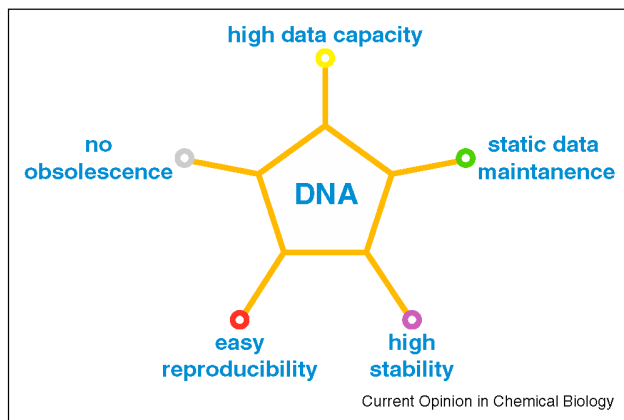 high data capacity
no
obsolescence
static data
maintanence
DNA
easy
reproducibility
high
stability
Current Opinion in Chemical Biology